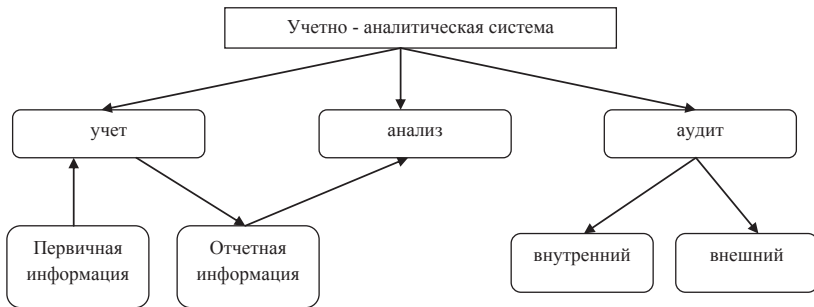 Учетно - аналитическая система
учет
анализ
аудит
Первичная
информация
Отчетная
информация
внутренний
внешний